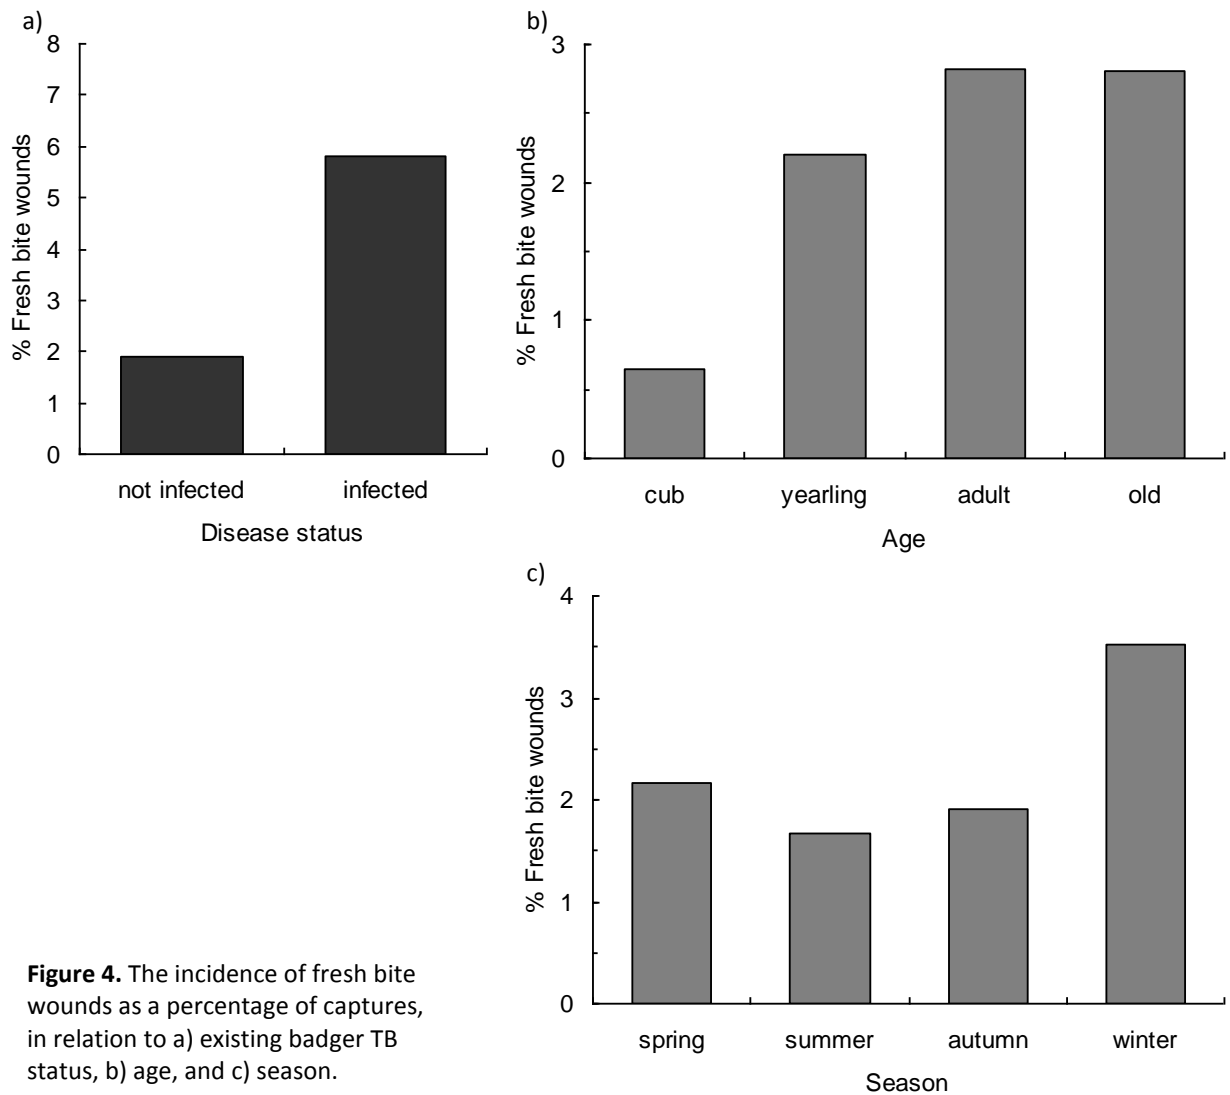 a)
8
7
6
5
4
3
2
1
0
% Fresh bite wounds
not infected infected
Disease status
b)
3
2
1
0
% Fresh bite wounds
cub yearling adult old
Age
c)
4
3
2
1
0
% Fresh bite wounds
spring summer autumn winter
Season
Figure 4. The incidence of fresh bite
wounds as a percentage of captures,
in relation to a) existing badger TB
status, b) age, and c) season.